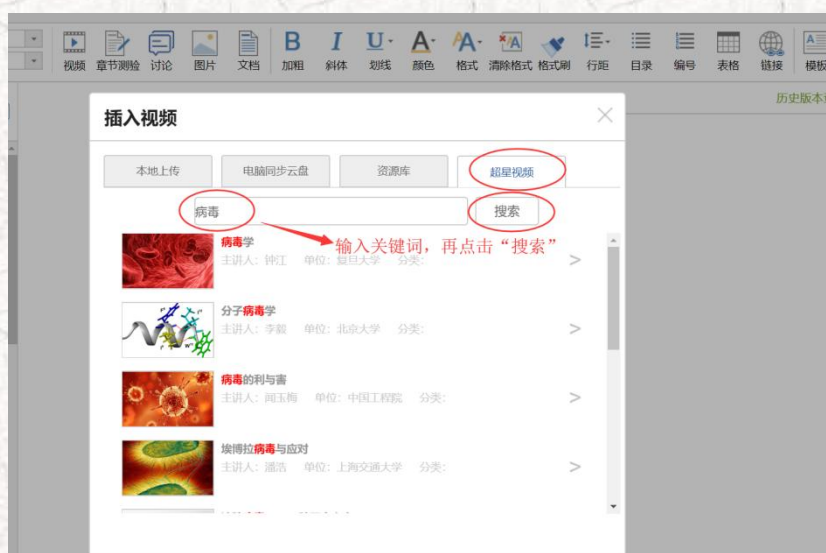 视频 章节测验 讨论 图片 文档 加粗 斜体 划线 颜色 格式 清除格式 格式刷 行距 目录 编号 表格 链接 模板
历史版本
插入视频
本地上传 电脑同步云盘 资源库 超星视频
病毒 搜索
输入关键词，再点击“搜索”
病毒学
主讲人：钟江 单位：复旦大学 分类：
分子病毒学
主讲人：李毅 单位：北京大学 分类：
病毒的利与害
主讲人：闻玉梅 单位：中国工程院 分类：
埃博拉病毒与应对
主讲人：潘浩 单位：上海交通大学 分类：